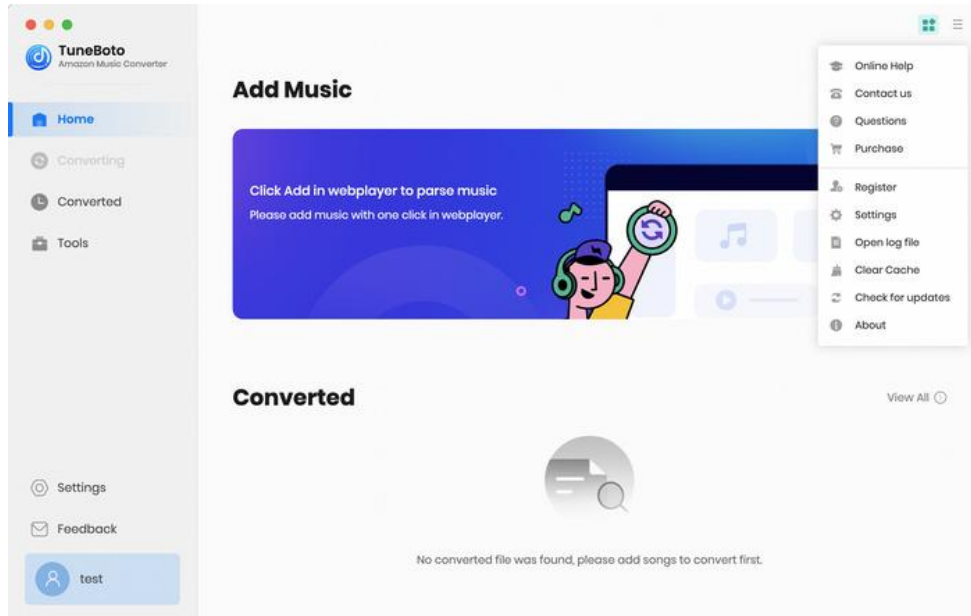 TuneBoto
Amazon Music Converter
Home
Converting
Converted
Tools
Settings
Feedback
test
Add Music
Click Add in webplayer to parse music
Please add music with one click in webplayer.
Converted
View All
No converted file was found, please add songs to convert first.
Online Help
Contact us
Questions
Purchase
Register
Settings
Open log file
Clear Cache
Check for updates
About